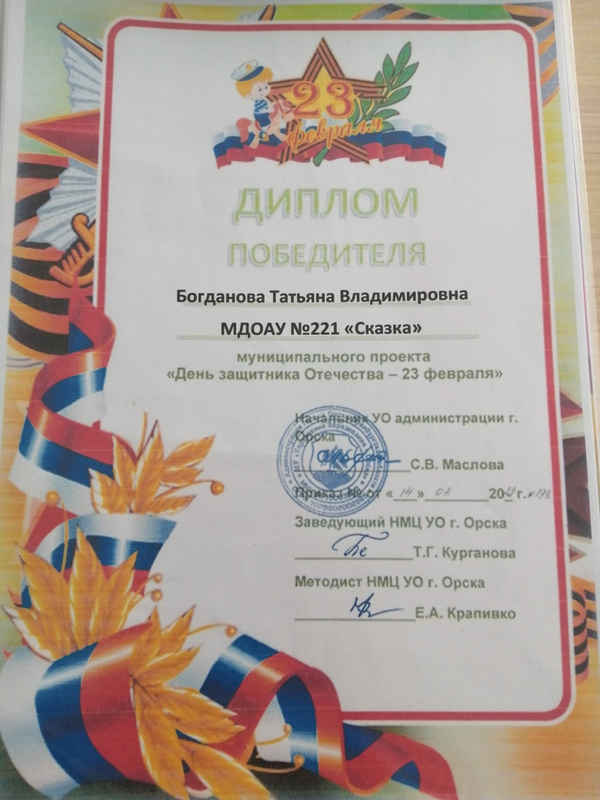 23
февраля
ДИПЛОМ
ПОБЕДИТЕЛЯ
Богданова Татьяна Владимировна
МДОАУ №221 «Сказка»
муниципального проекта
«День защитника Отечества – 23 февраля»
Начальник УО администрации г.
Орска
С.В. Маслова
Приказ № от « 14 » 02 20 г.
Заведующий НМЦ УО г. Орска
Т.Г. Курганова
Методист НМЦ УО г. Орска
Е.А. Крапивко